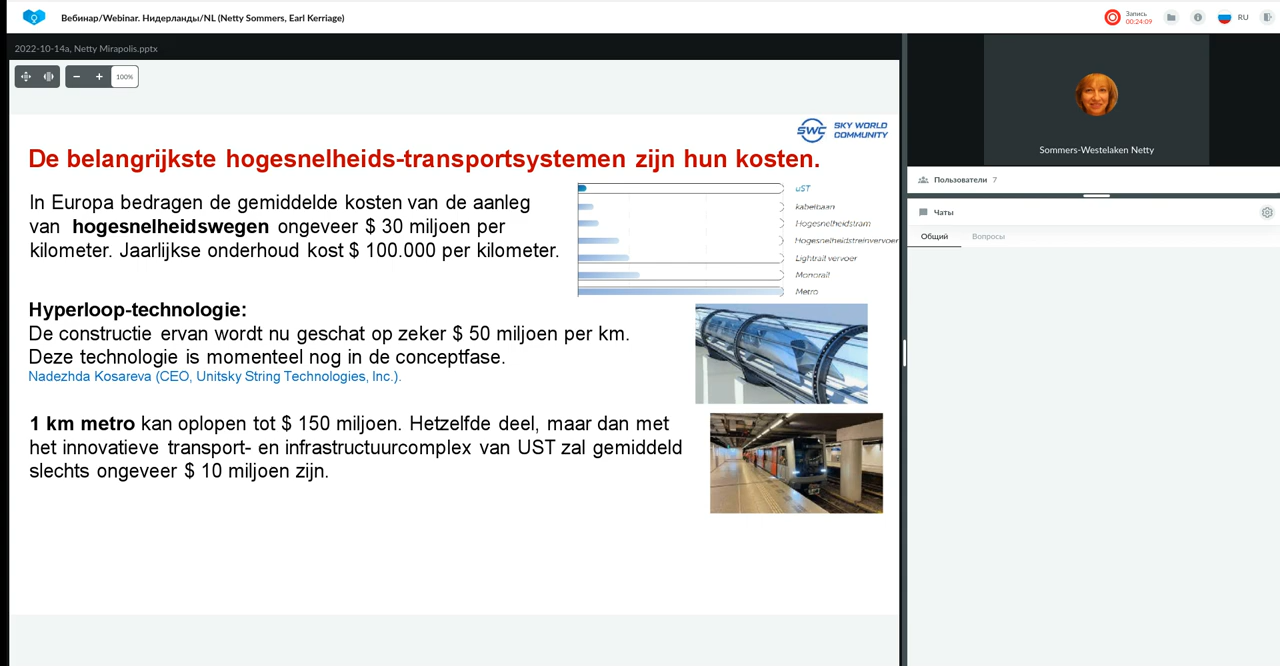 Вебинар/Webinar. Нидерланды/NL (Netty Sommers, Earl Kerriage)
Запись
00:24:09
RU
2022-10-14a, Netty Mirapolis.pptx
100%
SWC SKY WORLD
COMMUNITY
De belangrijkste hogesnelheids-transportsystemen zijn hun kosten.
In Europa bedragen de gemiddelde kosten van de aanleg
van hogesnelheidswegen ongeveer $ 30 miljoen per
kilometer. Jaarlijkse onderhoud kost $ 100.000 per kilometer.
uST
kabelbaan
Hogesnelheidstram
Hogesnelheidstreinvervoer
Lightrail vervoer
Monorail
Metro
Hyperloop-technologie:
De constructie ervan wordt nu geschat op zeker $ 50 miljoen per km.
Deze technologie is momenteel nog in de conceptfase.
Nadezhda Kosareva (CEO, Unitsky String Technologies, Inc.).
1 km metro kan oplopen tot $ 150 miljoen. Hetzelfde deel, maar dan met
het innovatieve transport- en infrastructuurcomplex van UST zal gemiddeld
slechts ongeveer $ 10 miljoen zijn.
Sommers-Westelaken Netty
Пользователи 7
Чаты
Общий
Вопросы